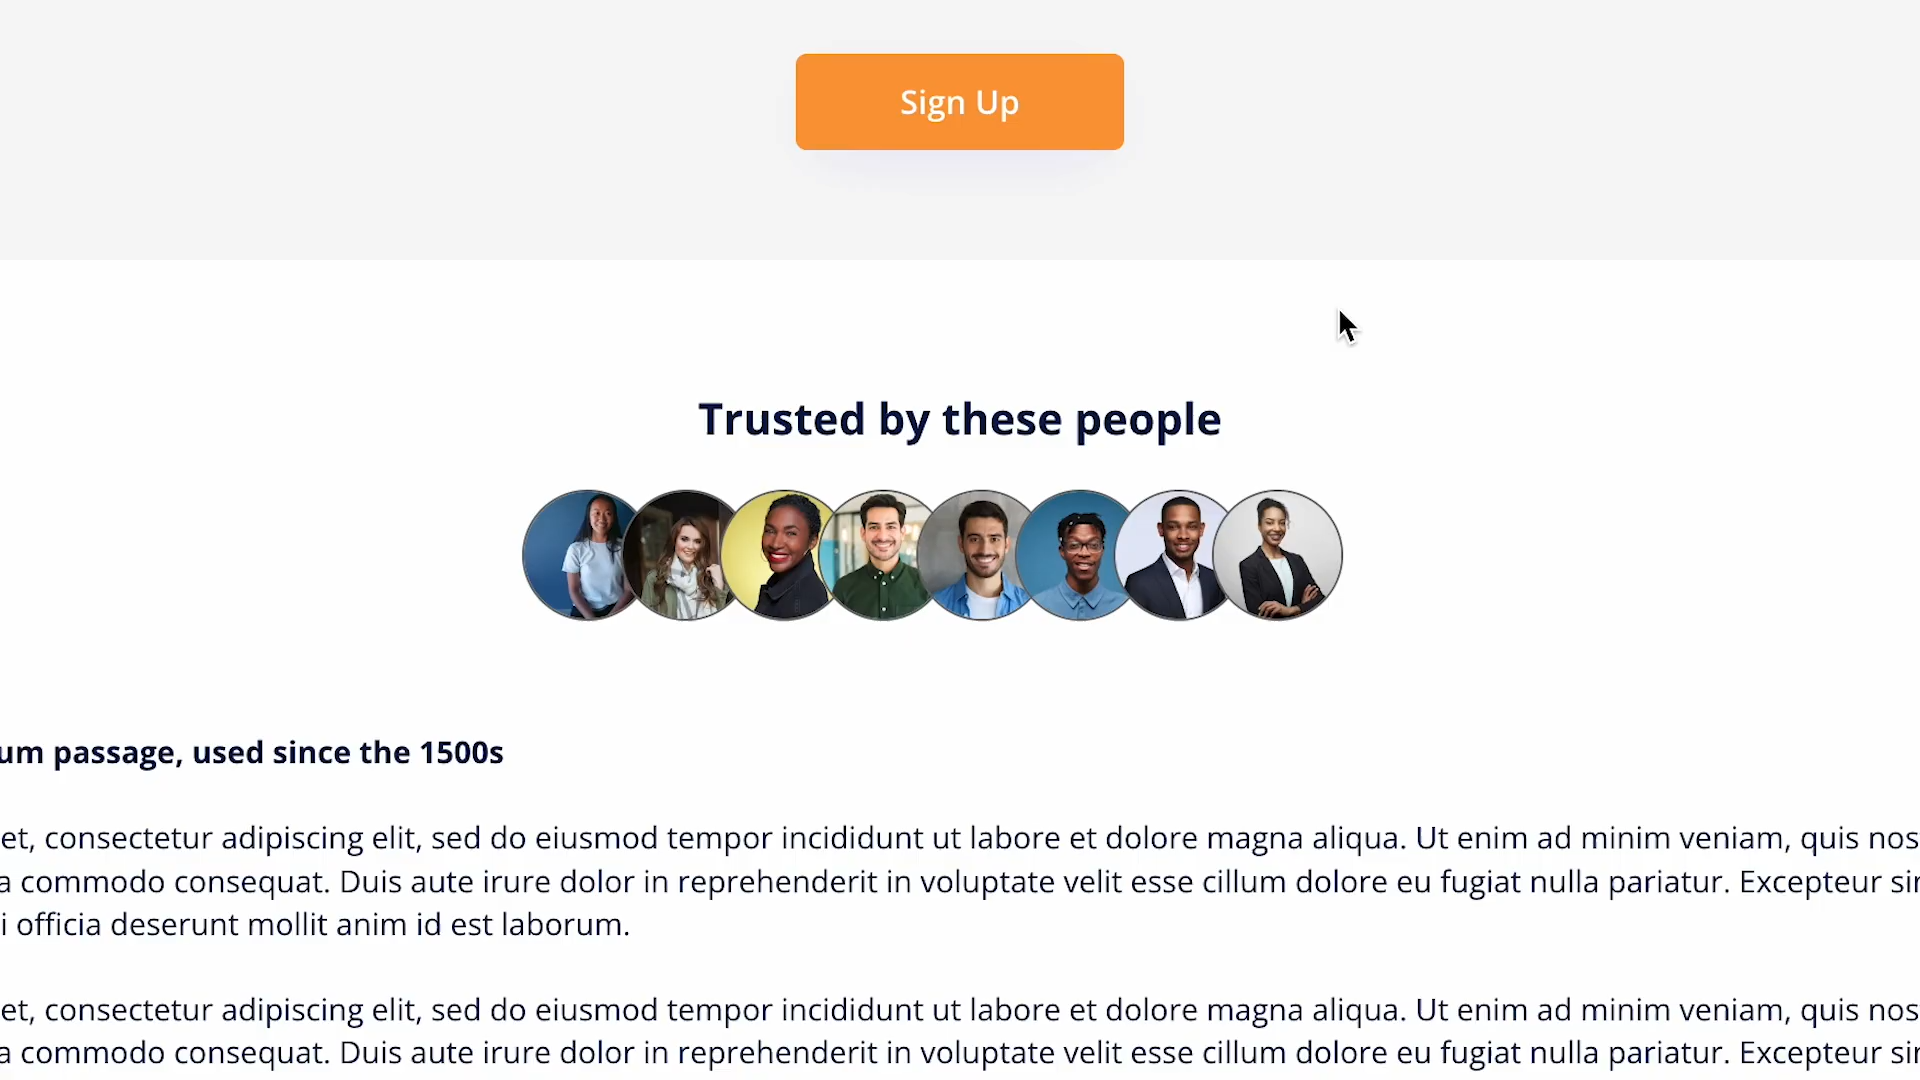 Sign Up
Trusted by these people
um passage, used since the 1500s
et, consectetur adipiscing elit, sed do eiusmod tempor incididunt ut labore et dolore magna aliqua. Ut enim ad minim veniam, quis nos
a commodo consequat. Duis aute irure dolor in reprehenderit in voluptate velit esse cillum dolore eu fugiat nulla pariatur. Excepteur sin
i officia deserunt mollit anim id est laborum.
et, consectetur adipiscing elit, sed do eiusmod tempor incididunt ut labore et dolore magna aliqua. Ut enim ad minim veniam, quis nos
a commodo consequat. Duis aute irure dolor in reprehenderit in voluptate velit esse cillum dolore eu fugiat nulla pariatur. Excepteur sin